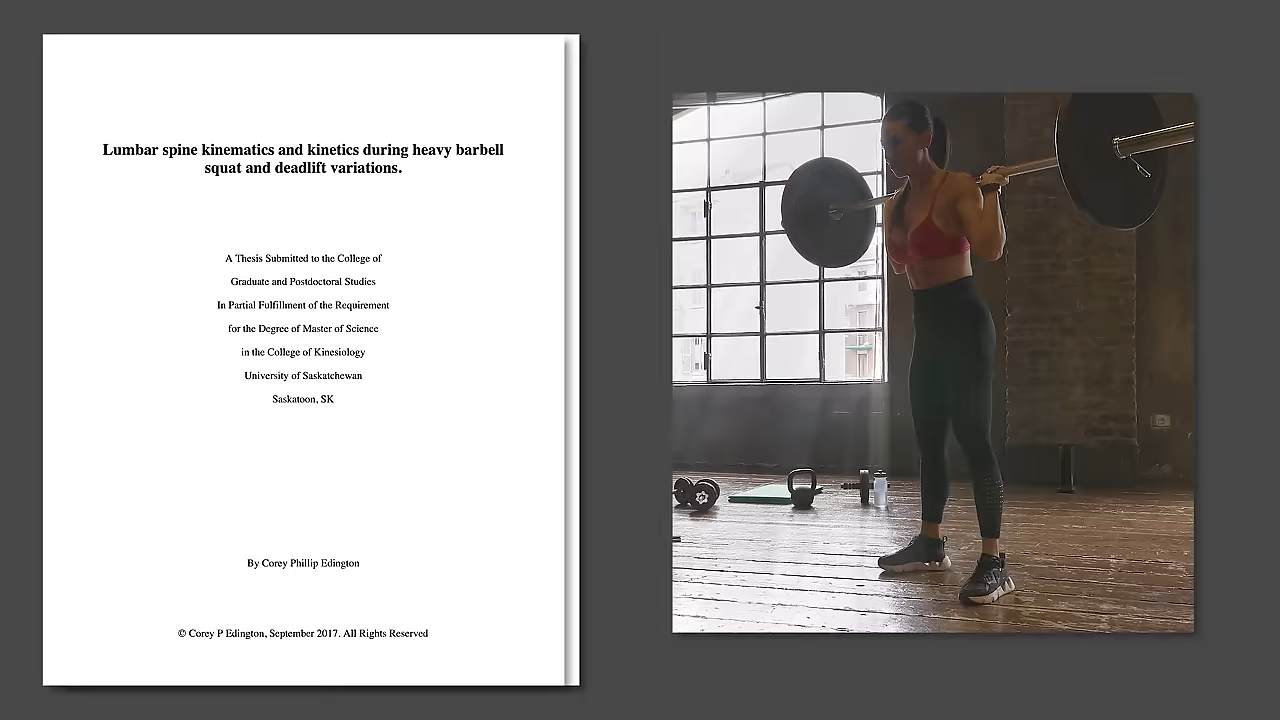 Lumbar spine kinematics and kinetics during heavy barbell
squat and deadlift variations.
A Thesis Submitted to the College of
Graduate and Postdoctoral Studies
In Partial Fulfillment of the Requirement
for the Degree of Master of Science
in the College of Kinesiology
University of Saskatchewan
Saskatoon, SK
By Corey Phillip Edington
© Corey P Edington, September 2017. All Rights Reserved